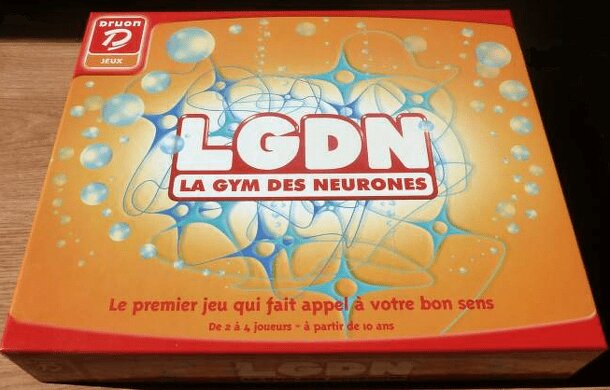 DRUON
D
JEUX
LGDN
LA GYM DES NEURONES
Le premier jeu qui fait appel à votre bon sens
De 2 à 4 joueurs - à partir de 10 ans